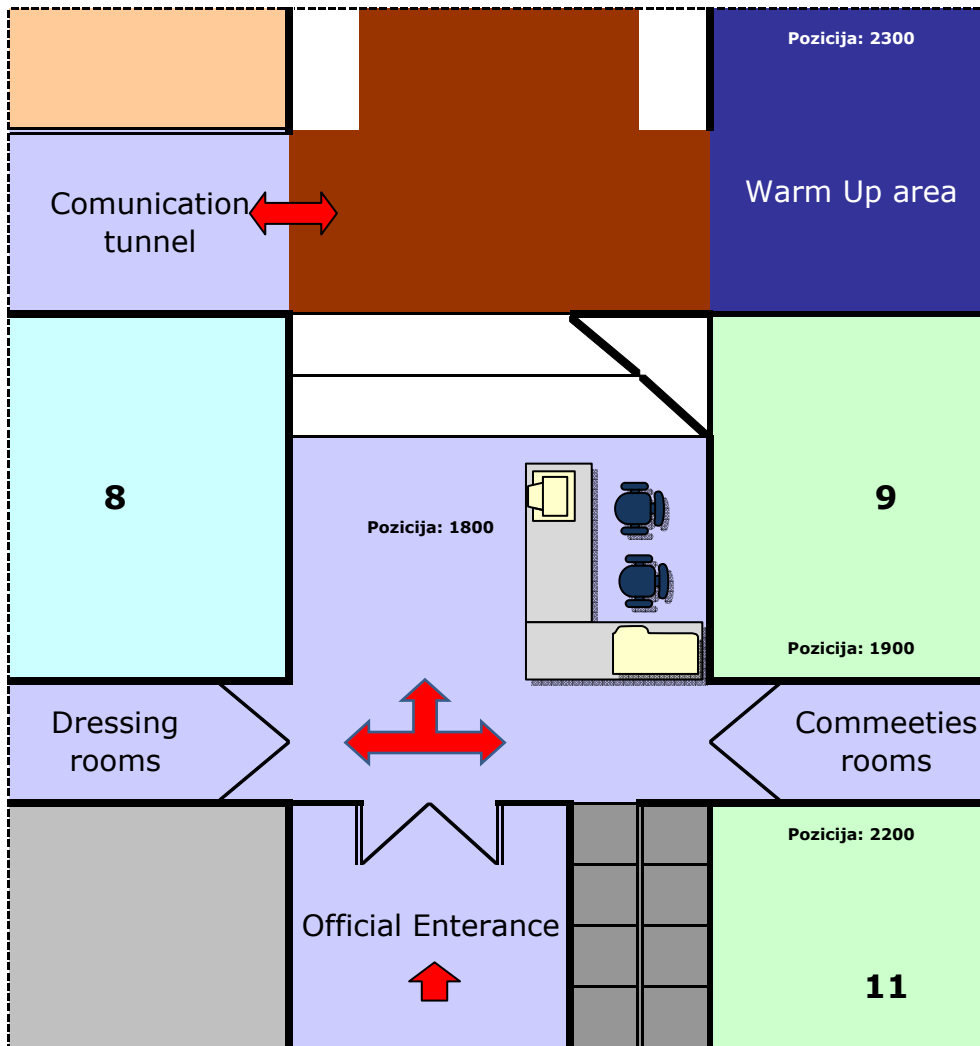 Pozicija: 2300
Comunication
tunnel
Warm Up area
8
Pozicija: 1800
9
Pozicija: 1900
Dressing
rooms
Commeeties
rooms
Pozicija: 2200
Official Enterance
11